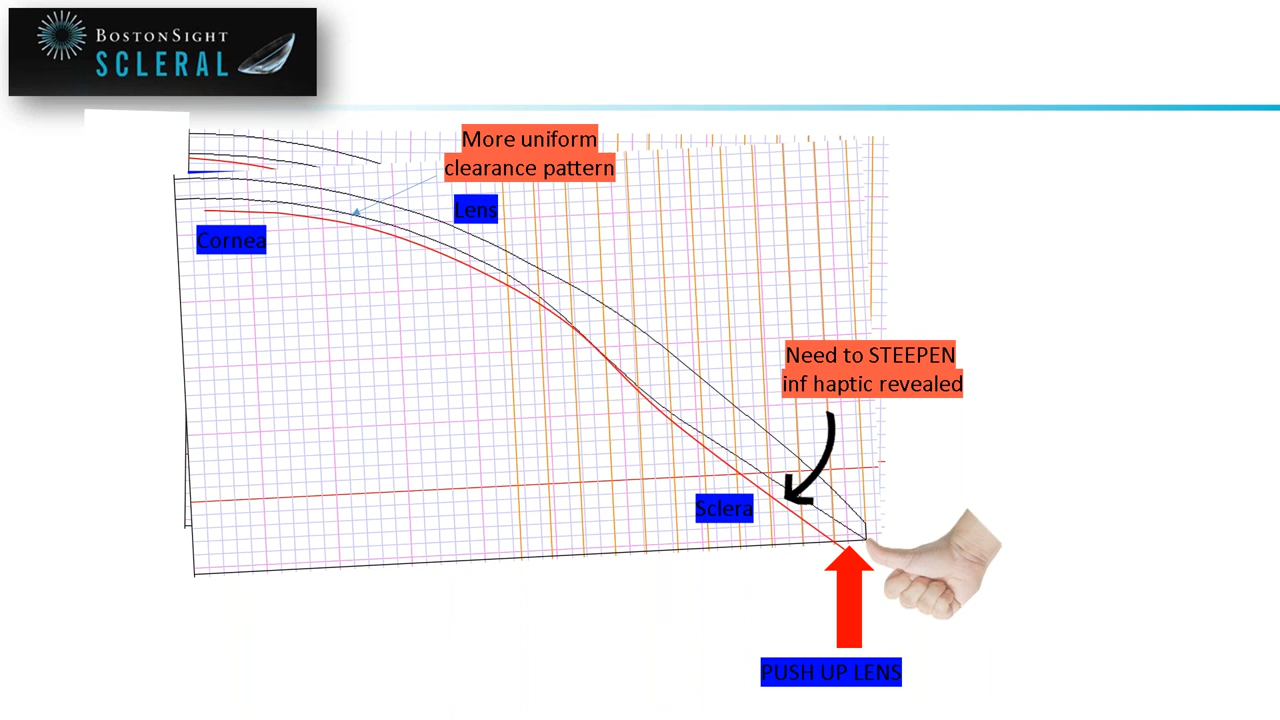 BOSTONSIGHT
SCLERAL
More uniform
clearance pattern
Lens
Cornea
Need to STEEPEN
inf haptic revealed
Sclera
PUSH UP LENS